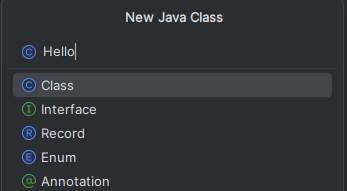 New Java Class
C Hello
C Class
I Interface
R Record
E Enum
@ Annotation